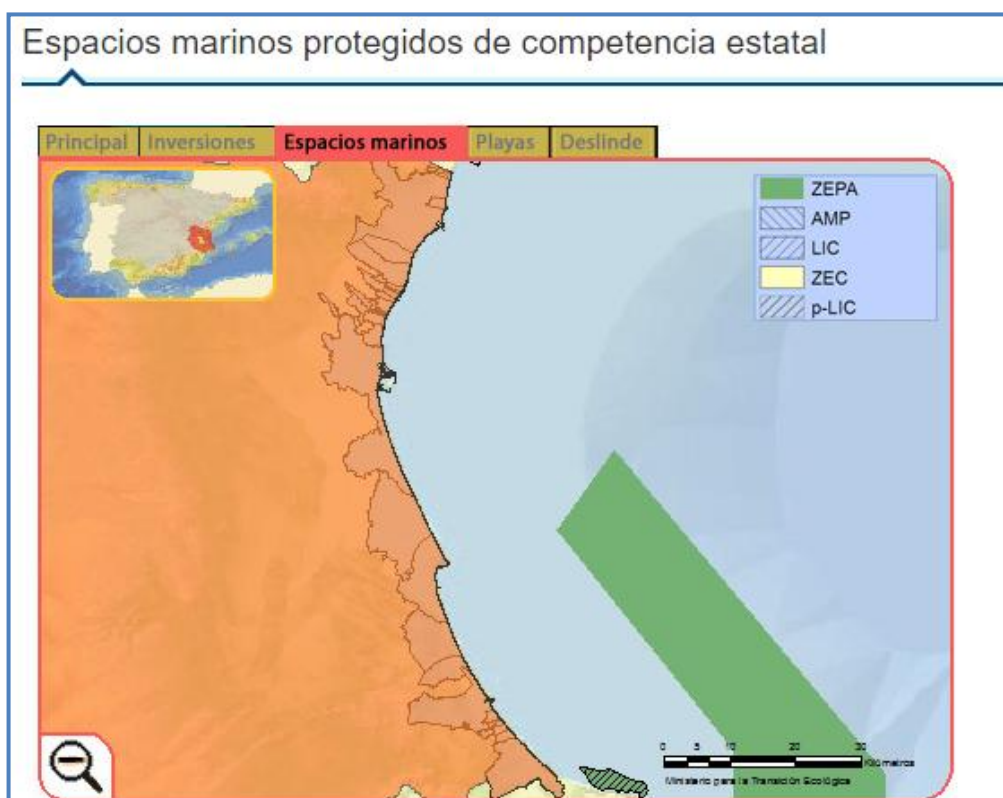 Espacios marinos protegidos de competencia estatal
Principal Inversiones Espacios marinos Playas Deslinde
ZEPA
AMP
LIC
ZEC
p-LIC
0 5 10 20 30
Kilómetros
Ministerio para la Transición Ecológica